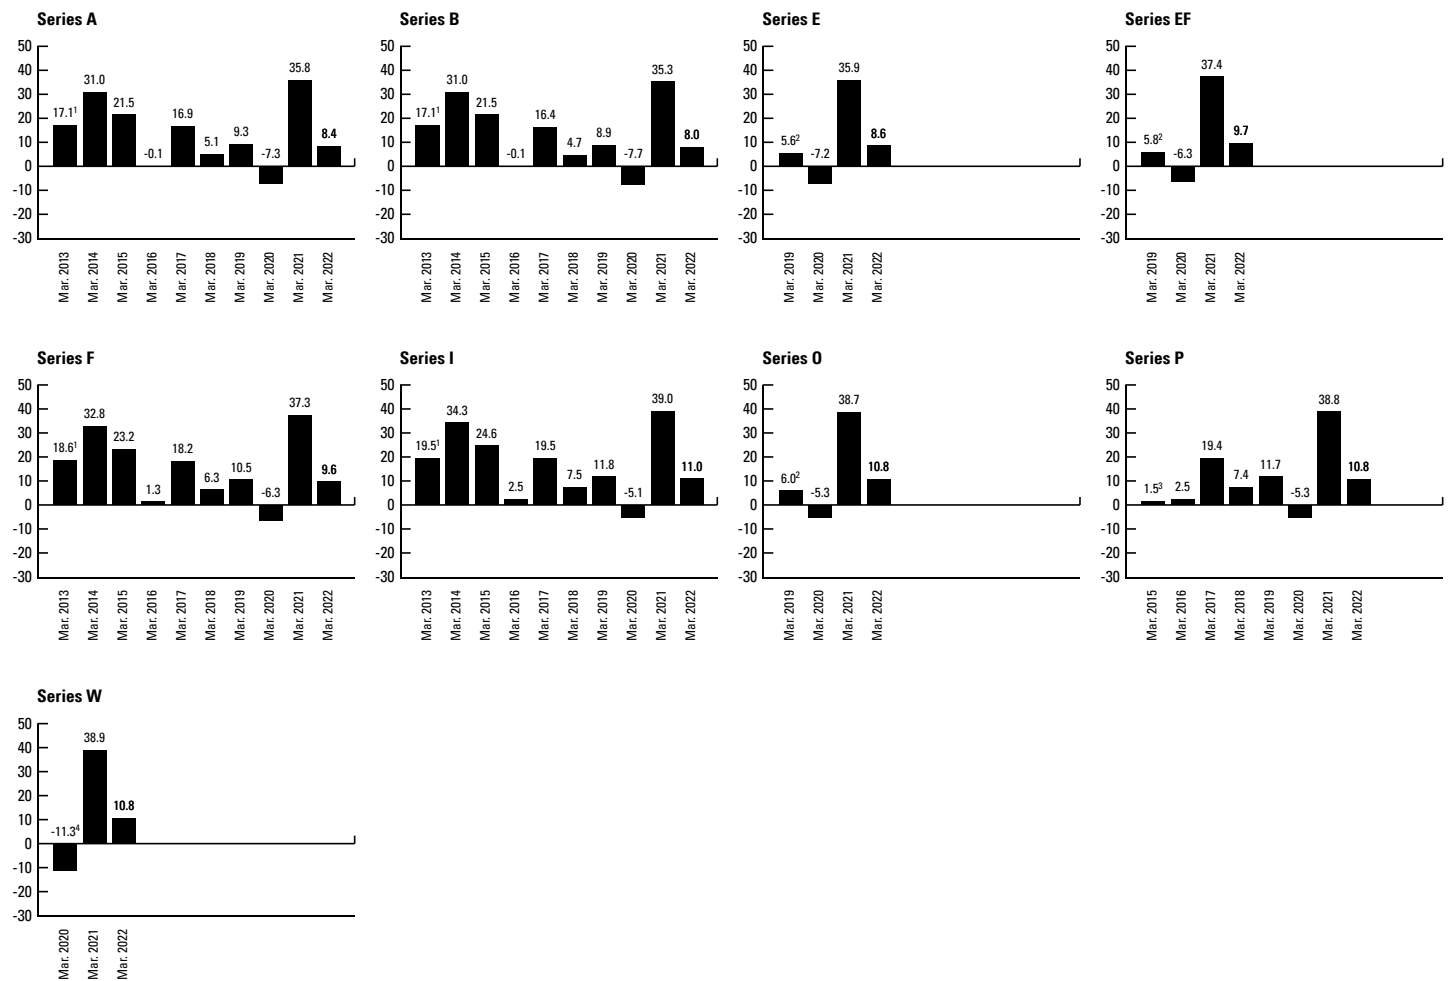 Series A
50
40
30
20
10
0
-10
-20
-30
17.1¹
31.0
21.5
-0.1
16.9
5.1
9.3
-7.3
35.8
8.4
Mar. 2013
Mar. 2014
Mar. 2015
Mar. 2016
Mar. 2017
Mar. 2018
Mar. 2019
Mar. 2020
Mar. 2021
Mar. 2022
Series B
50
40
30
20
10
0
-10
-20
-30
17.1¹
31.0
21.5
-0.1
16.4
4.7
8.9
-7.7
35.3
8.0
Mar. 2013
Mar. 2014
Mar. 2015
Mar. 2016
Mar. 2017
Mar. 2018
Mar. 2019
Mar. 2020
Mar. 2021
Mar. 2022
Series E
50
40
30
20
10
0
-10
-20
-30
5.6²
-7.2
35.9
8.6
Mar. 2019
Mar. 2020
Mar. 2021
Mar. 2022
Series EF
50
40
30
20
10
0
-10
-20
-30
5.8²
-6.3
37.4
9.7
Mar. 2019
Mar. 2020
Mar. 2021
Mar. 2022
Series F
50
40
30
20
10
0
-10
-20
-30
18.6¹
32.8
23.2
1.3
18.2
6.3
10.5
-6.3
37.3
9.6
Mar. 2013
Mar. 2014
Mar. 2015
Mar. 2016
Mar. 2017
Mar. 2018
Mar. 2019
Mar. 2020
Mar. 2021
Mar. 2022
Series I
50
40
30
20
10
0
-10
-20
-30
19.5¹
34.3
24.6
2.5
19.5
7.5
11.8
-5.1
39.0
11.0
Mar. 2013
Mar. 2014
Mar. 2015
Mar. 2016
Mar. 2017
Mar. 2018
Mar. 2019
Mar. 2020
Mar. 2021
Mar. 2022
Series O
50
40
30
20
10
0
-10
-20
-30
6.0²
-5.3
38.7
10.8
Mar. 2019
Mar. 2020
Mar. 2021
Mar. 2022
Series P
50
40
30
20
10
0
-10
-20
-30
1.5³
2.5
19.4
7.4
11.7
-5.3
38.8
10.8
Mar. 2015
Mar. 2016
Mar. 2017
Mar. 2018
Mar. 2019
Mar. 2020
Mar. 2021
Mar. 2022
Series W
50
40
30
20
10
0
-10
-20
-30
-11.3⁴
38.9
10.8
Mar. 2020
Mar. 2021
Mar. 2022